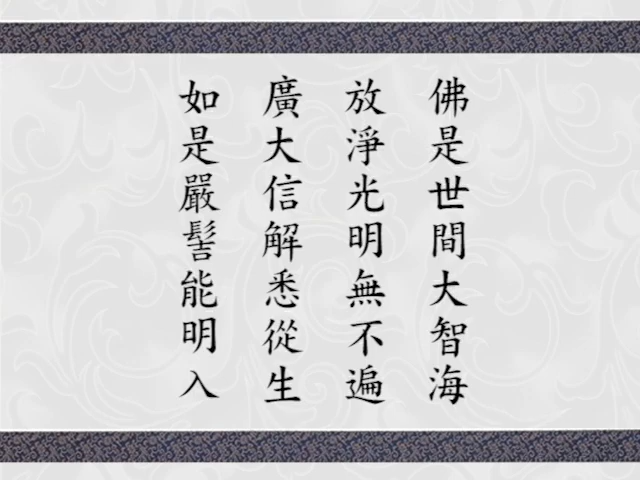 佛是世間大智海
放淨光明無不遍
廣大信解悉從生
如是嚴髻能明入